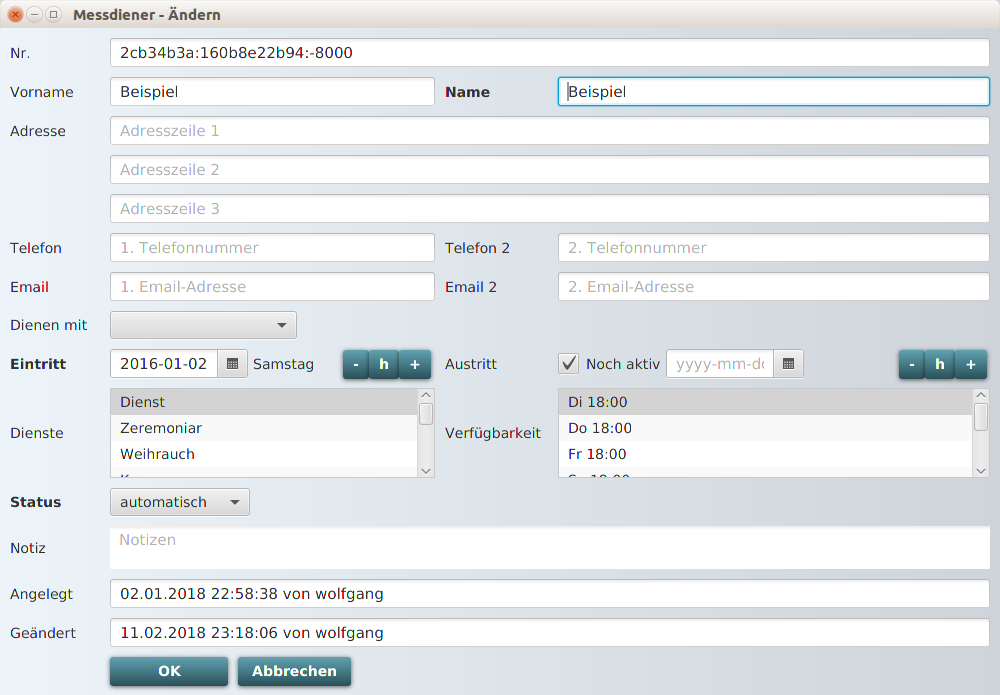 Messdiener - Ändern
Nr. 2cb34b3a:160b8e22b94:-8000
Vorname Beispiel Name Beispiel
Adresse Adresszeile 1
Adresszeile 2
Adresszeile 3
Telefon 1. Telefonnummer Telefon 2 2. Telefonnummer
Email 1. Email-Adresse Email 2 2. Email-Adresse
Dienen mit
Eintritt 2016-01-02 Samstag - h + Austritt Noch aktiv yyyy-mm- - h +
Dienste Dienst
Zeremoniar
Weihrauch
Verfügbarkeit Di 18:00
Do 18:00
Fr 18:00
Status automatisch
Notiz Notizen
Angelegt 02.01.2018 22:58:38 von wolfgang
Geändert 11.02.2018 23:18:06 von wolfgang
OK Abbrechen